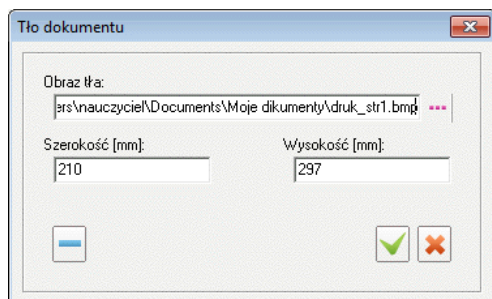 Tło dokumentu
Obraz tła:
ers\nauczyciel\Documents\Moje dikumenty\druk_str1.bmp
Szerokość [mm]: Wysokość [mm]:
210 297